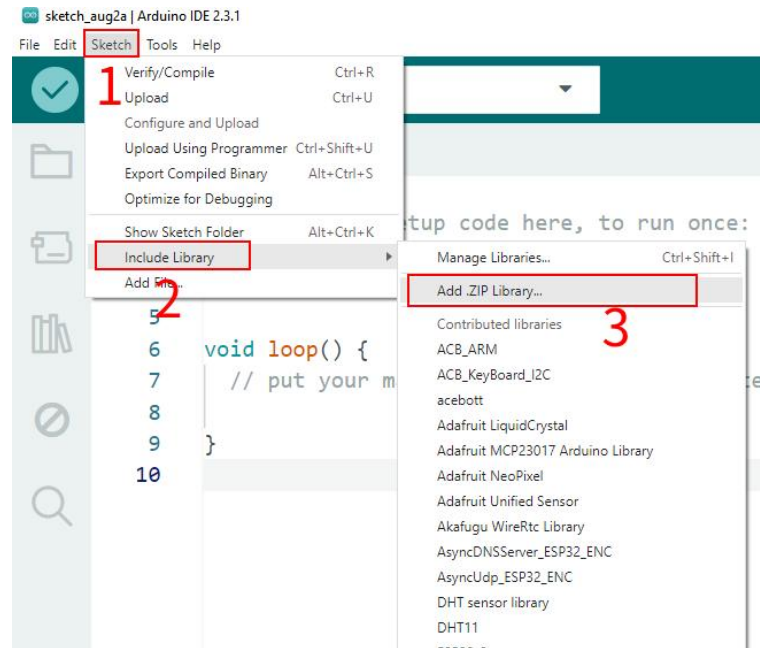 sketch_aug2a | Arduino IDE 2.3.1
File Edit Sketch Tools Help
1
Verify/Compile Ctrl+R
Upload Ctrl+U
Configure and Upload
Upload Using Programmer Ctrl+Shift+U
Export Compiled Binary Alt+Ctrl+S
Optimize for Debugging
Show Sketch Folder Alt+Ctrl+K
Include Library
Add File...
2
etup code here, to run once:
Manage Libraries... Ctrl+Shift+I
Add .ZIP Library...
3
Contributed libraries
ACB_ARM
ACB_KeyBoard_I2C
acebott
Adafruit LiquidCrystal
Adafruit MCP23017 Arduino Library
Adafruit NeoPixel
Adafruit Unified Sensor
Akafugu WireRtc Library
AsyncDNSServer_ESP32_ENC
AsyncUdp_ESP32_ENC
DHT sensor library
DHT11
5
6 void loop() {
7 // put your m
8
9 }
10